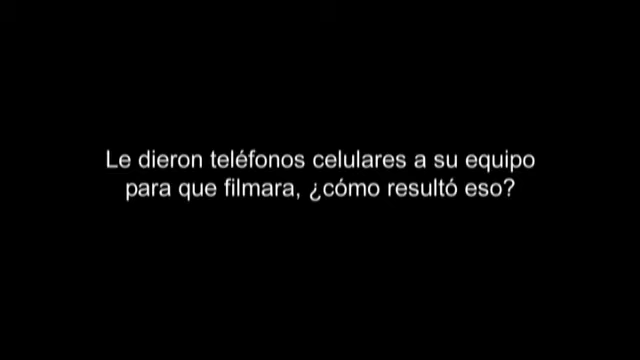 Le dieron teléfonos celulares a su equipo
para que filmara, ¿cómo resultó eso?